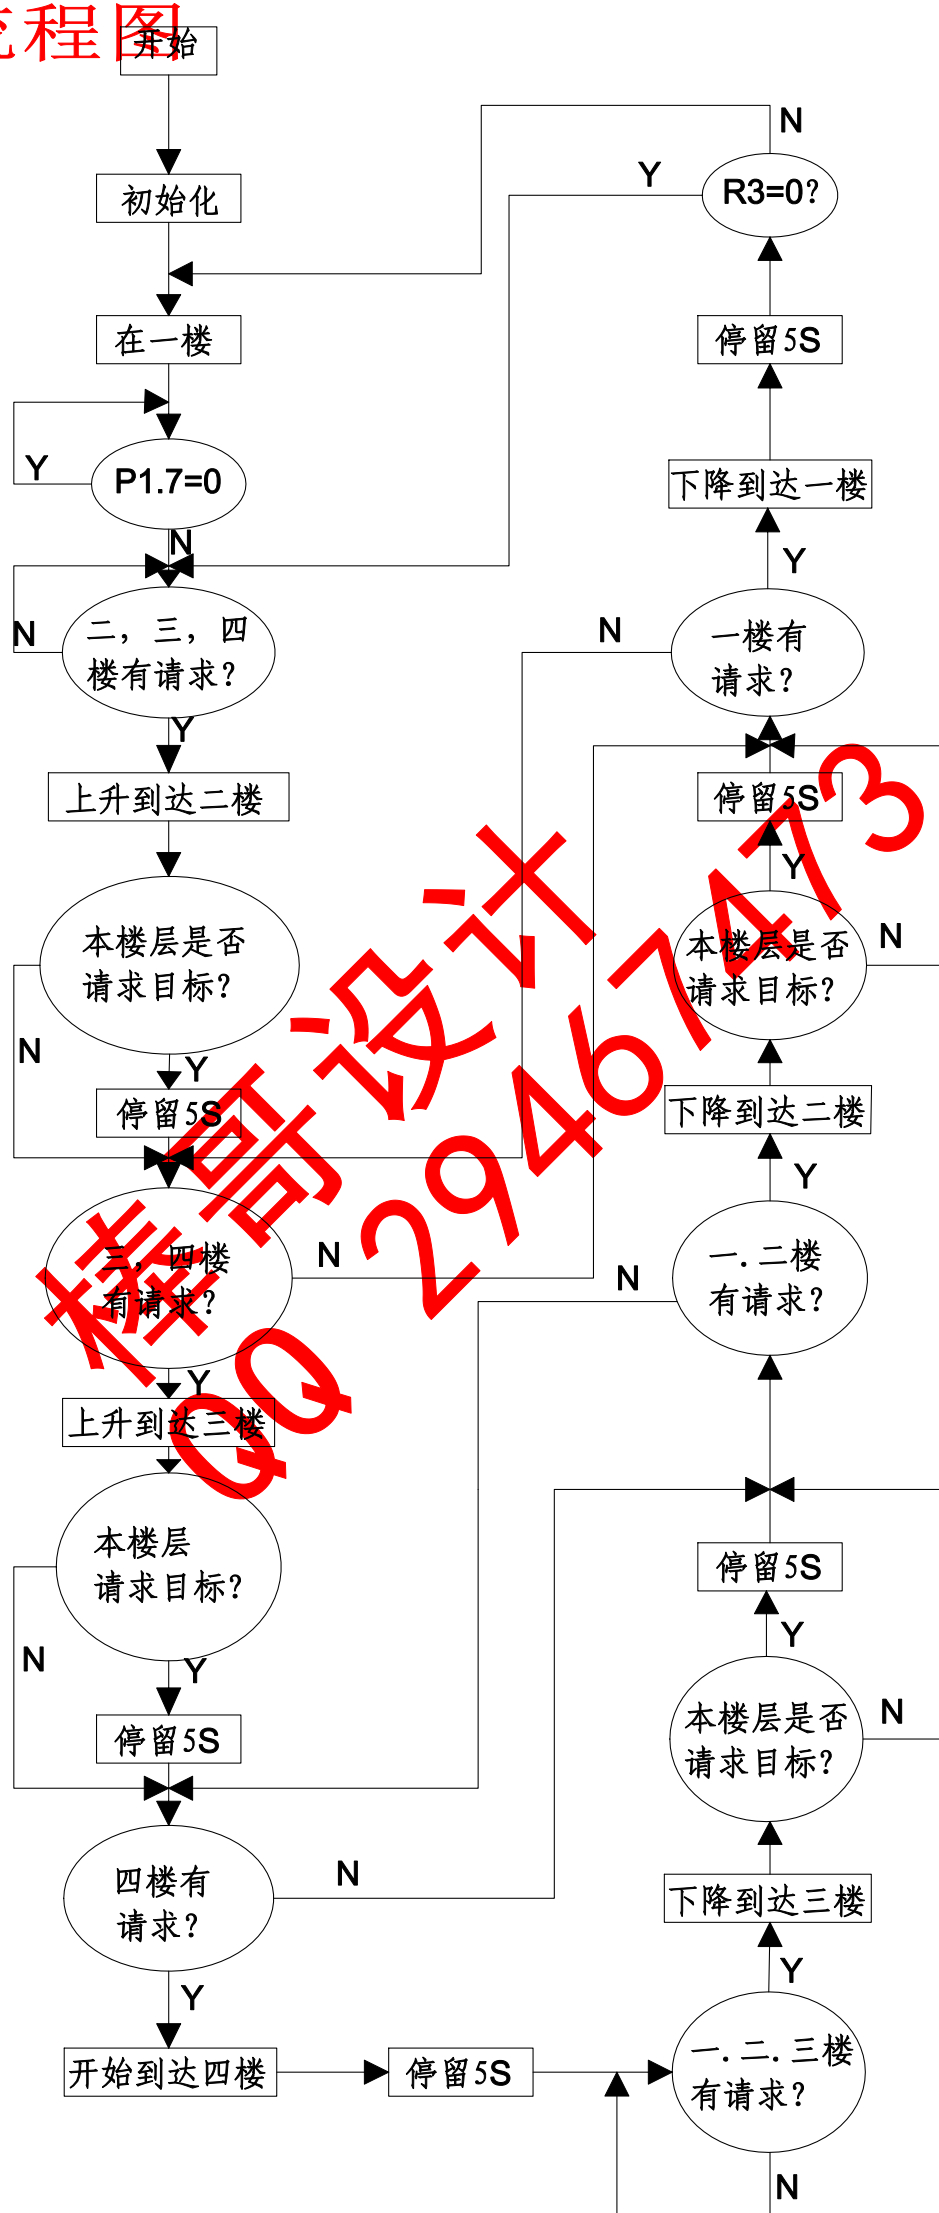 流程图
开始
初始化
在一楼
Y
P1.7=0
N
N
二，三，四
楼有请求？
Y
上升到达二楼
本楼层是否
请求目标？
N
Y
停留5S
三，四楼
有请求？
N
Y
上升到达三楼
本楼层
请求目标？
N
Y
停留5S
四楼有
请求？
N
Y
开始到达四楼
停留5S
一.二.三楼
有请求？
N
Y
下降到达三楼
本楼层是否
请求目标？
N
Y
停留5S
一.二楼
有请求？
N
Y
下降到达二楼
本楼层是否
请求目标？
N
Y
停留5S
一楼有
请求？
N
Y
下降到达一楼
停留5S
R3=0？
Y
N
棒哥设计
QQ 29467473